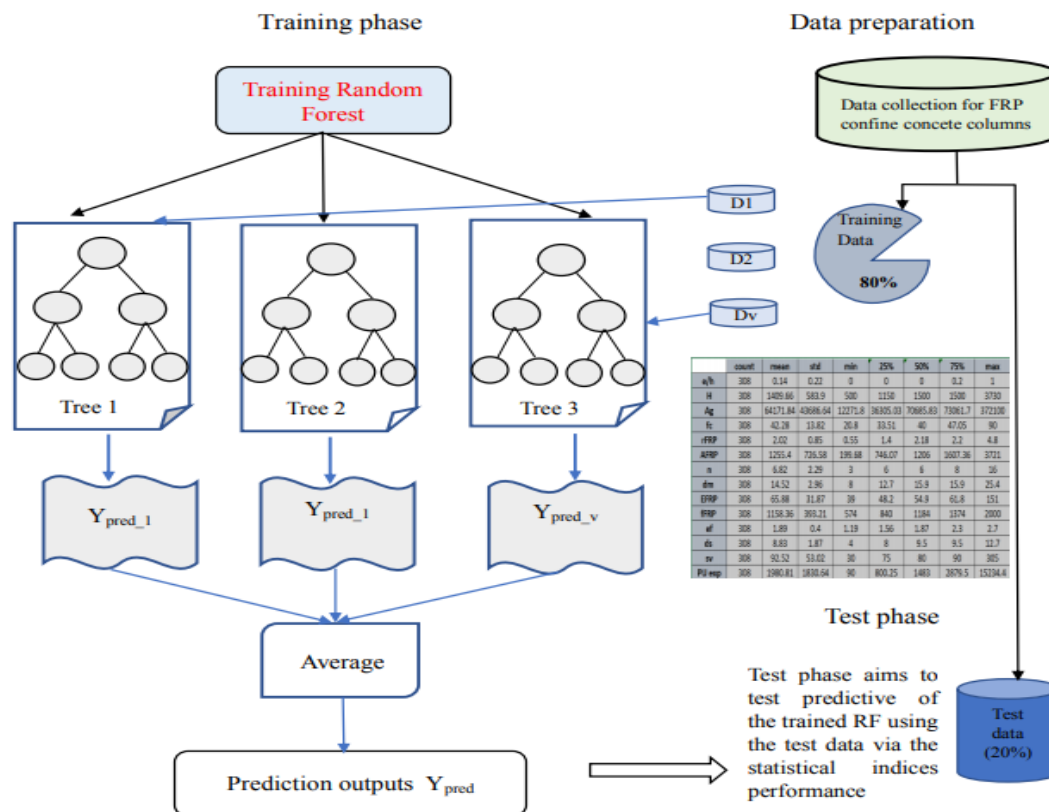 Training phase
Data preparation
Training Random
Forest
Data collection for FRP
confine concete columns
D1
D2
Dv
Training
Data
80%
Tree 1
Tree 2
Tree 3
Ypred_1
Ypred_1
Ypred_v
count mean std min 25% 50% 75% max
e/h 308 0.14 0.22 0 0 0 0.2 1
H 308 1409.66 583.9 500 1150 1500 1500 3730
Ag 308 64171.84 43686.64 12271.8 36305.03 70685.83 73061.7 372100
fc 308 42.28 13.82 20.8 33.51 40 47.05 90
rFRP 308 2.02 0.85 0.55 1.4 2.18 2.2 4.8
AFRP 308 1255.4 726.58 199.68 746.07 1206 1607.36 3721
n 308 6.82 2.29 3 6 6 8 16
dm 308 14.52 2.96 8 12.7 15.9 15.9 25.4
EFRP 308 65.88 31.87 39 48.2 54.9 61.8 151
fFRP 308 1158.36 393.21 574 840 1184 1374 2000
ef 308 1.89 0.4 1.19 1.56 1.87 2.3 2.7
ds 308 8.83 1.87 4 8 9.5 9.5 12.7
sv 308 92.52 53.02 30 75 80 90 305
PU exp 308 1980.81 1830.64 90 800.25 1483 2879.5 15234.4
Average
Prediction outputs Ypred
Test phase
Test phase aims to
test predictive of
the trained RF using
the test data via the
statistical indices
performance
Test
data
(20%)